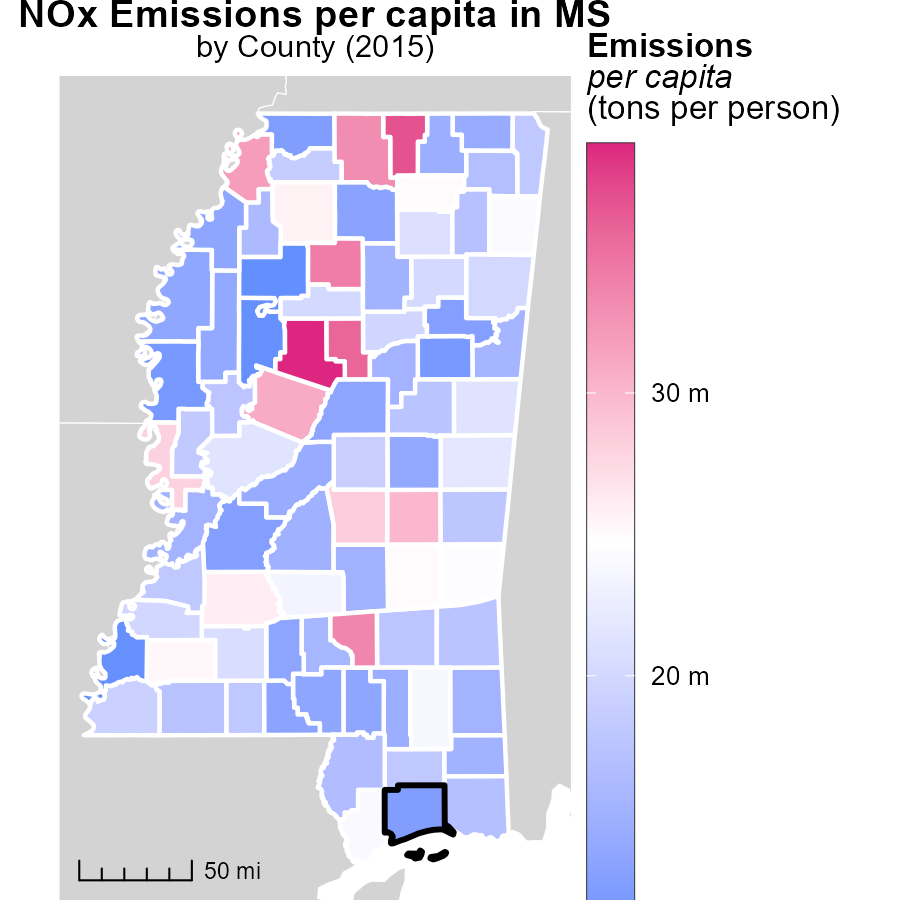 NOx Emissions per capita in MS
by County (2015)
Emissions
per capita
(tons per person)
30 m
20 m
50 mi